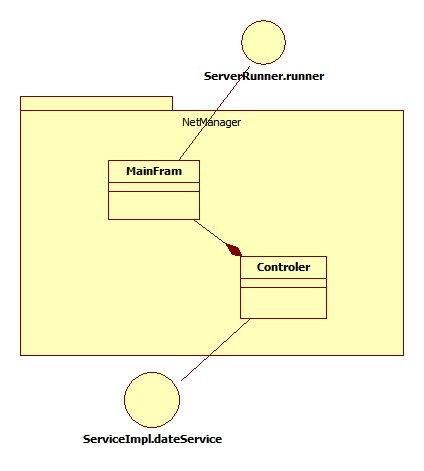 ServerRunner.runner
NetManager
MainFram
Controler
ServiceImpl.dateService